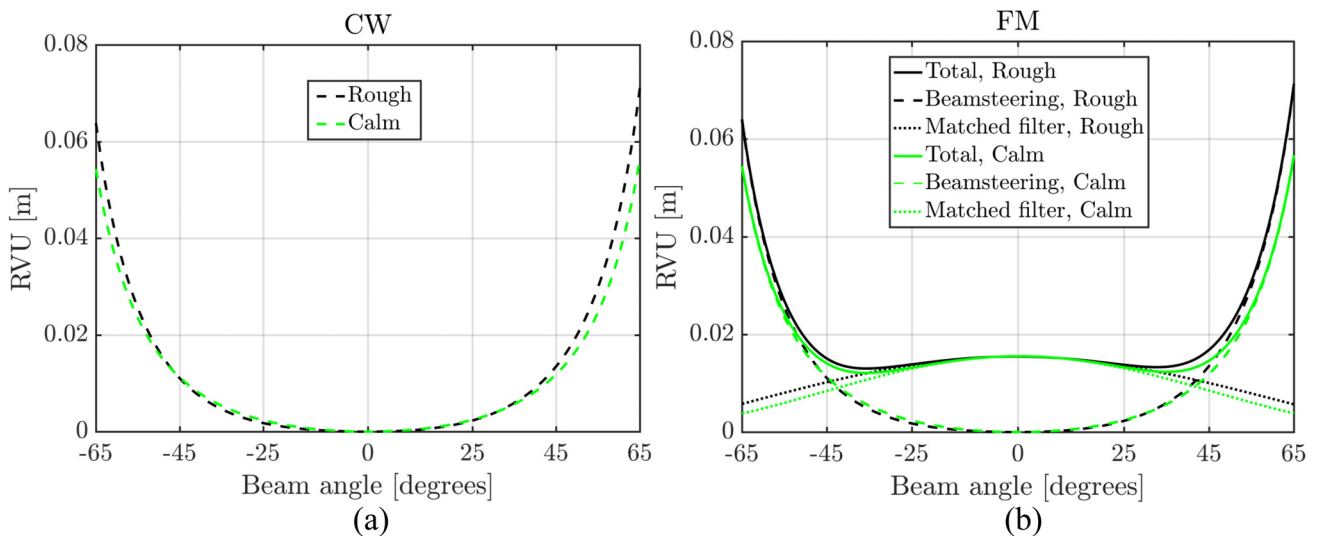 CW
0.08
0.06
0.04
0.02
0
RVU [m]
Rough
Calm
-65 -45 -25 0 25 45 65
Beam angle [degrees]
(a)
FM
0.08
0.06
0.04
0.02
0
RVU [m]
Total, Rough
Beamsteering, Rough
Matched filter, Rough
Total, Calm
Beamsteering, Calm
Matched filter, Calm
-65 -45 -25 0 25 45 65
Beam angle [degrees]
(b)